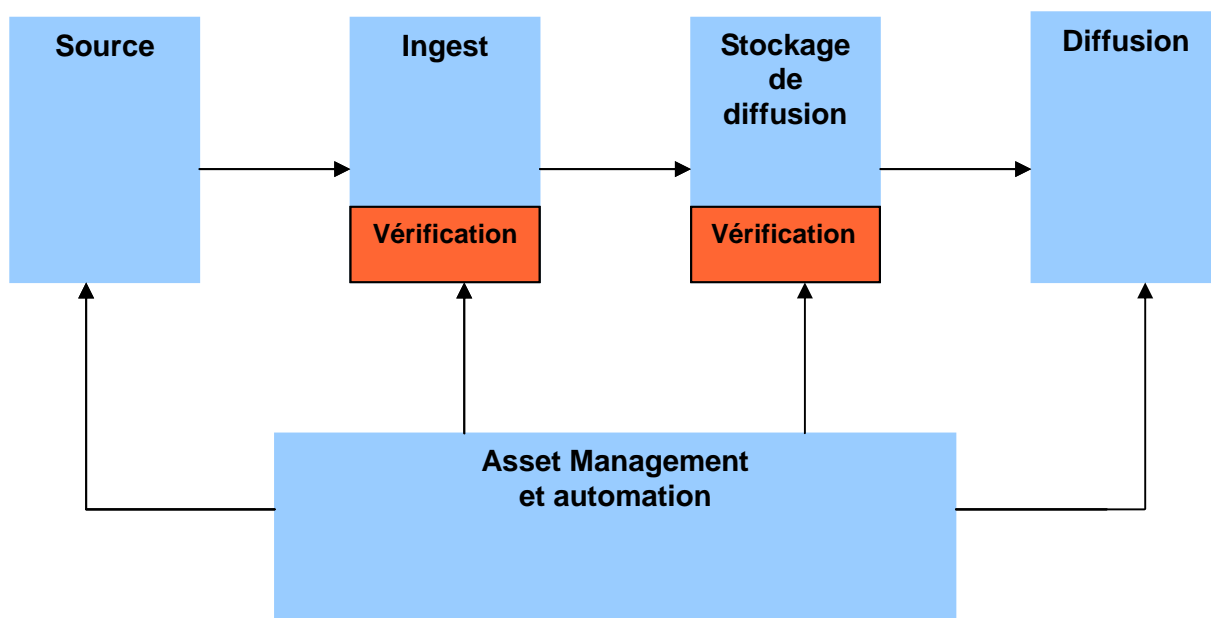 Source
Ingest
Stockage
de
diffusion
Diffusion
Vérification
Vérification
Asset Management
et automation